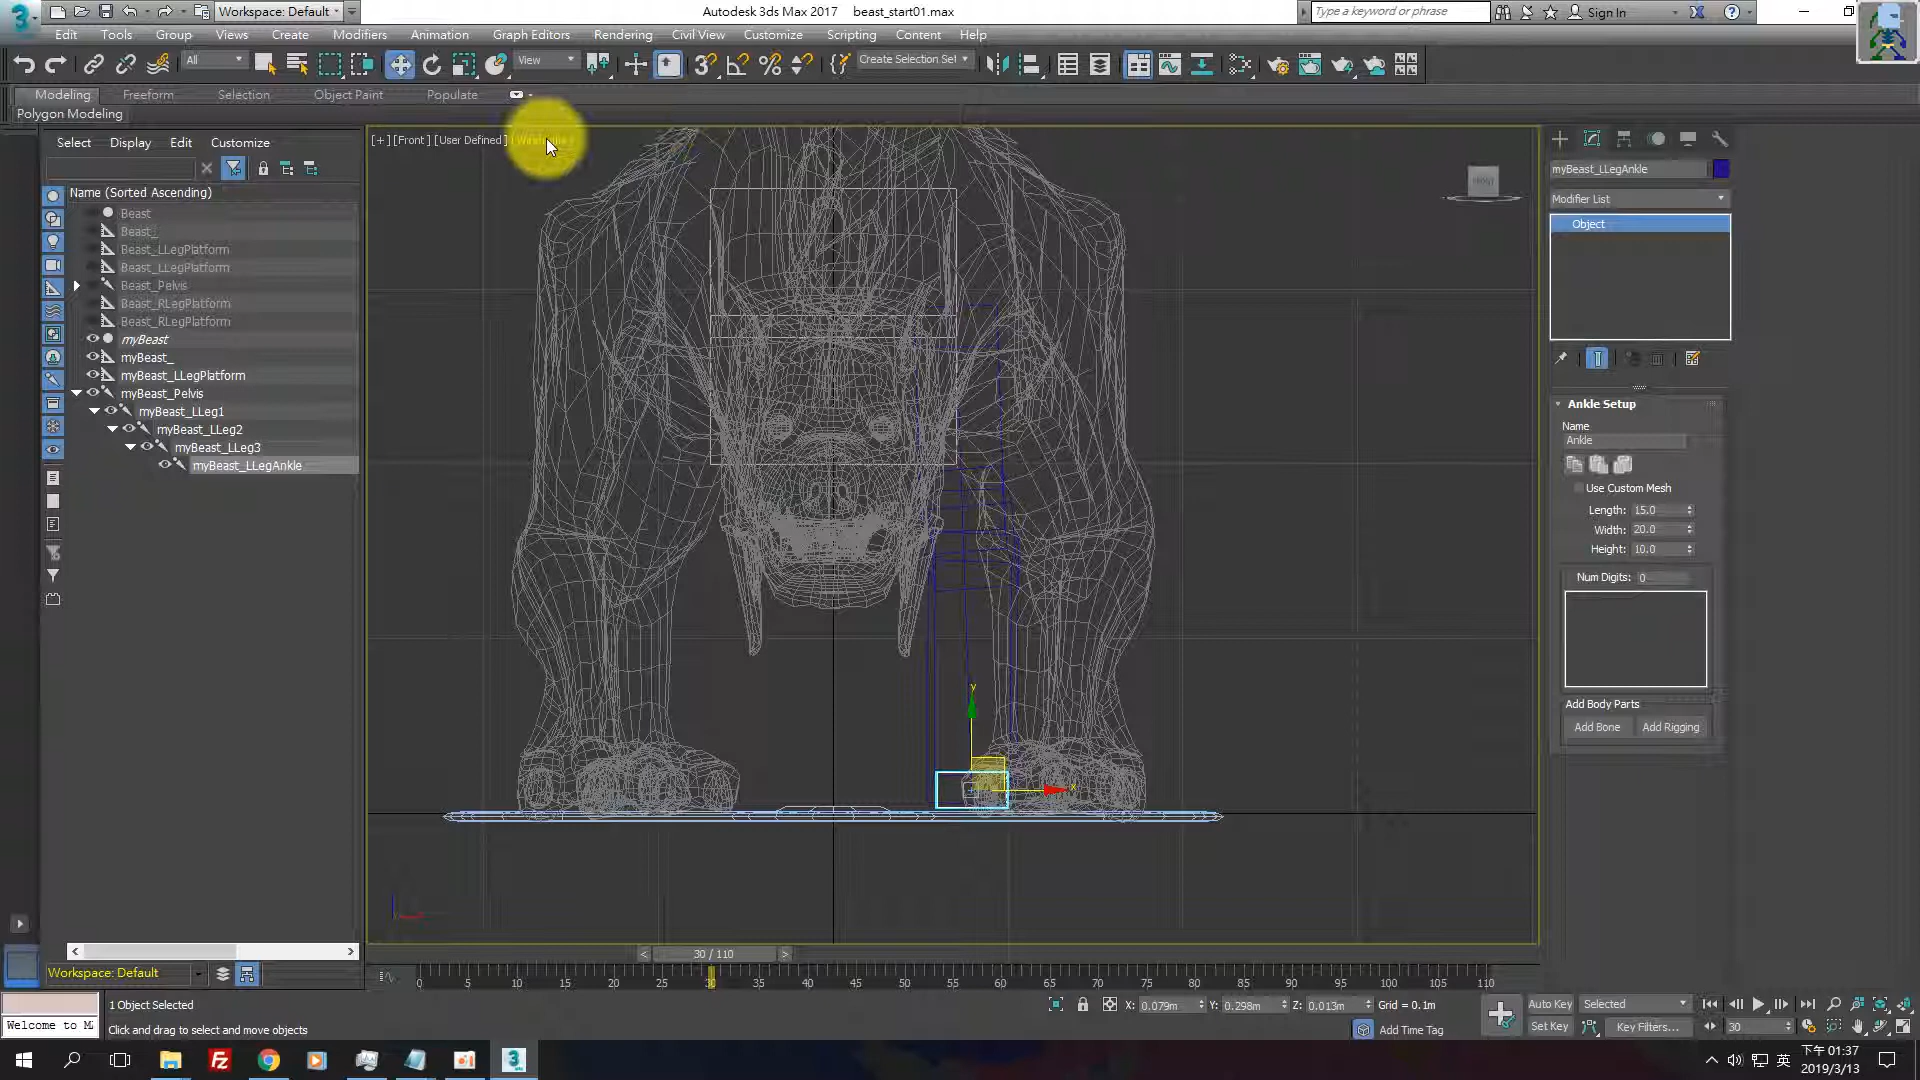 Workspace: Default
Autodesk 3ds Max 2017 beast_start01.max
Type a keyword or phrase
Sign In
Edit Tools Group Views Create Modifiers Animation Graph Editors Rendering Civil View Customize Scripting Content Help
All
View
Create Selection Set
Modeling Freeform Selection Object Paint Populate
Polygon Modeling
Select Display Edit Customize
[+] [Front] [User Defined]
Name (Sorted Ascending)
Beast
Beast_
Beast_LLegPlatform
Beast_LLegPlatform
Beast_Pelvis
Beast_RLegPlatform
Beast_RLegPlatform
myBeast
myBeast_
myBeast_LLegPlatform
myBeast_Pelvis
myBeast_LLeg1
myBeast_LLeg2
myBeast_LLeg3
myBeast_LLegAnkle
FRONT
y
x
myBeast_LLegAnkle
Modifier List
Object
Ankle Setup
Name
Ankle
Use Custom Mesh
Length: 15.0
Width: 20.0
Height: 10.0
Num Digits: 0
Add Body Parts
Add Bone Add Rigging
30 / 110
Workspace: Default
0 5 10 15 20 25 30 35 40 45 50 55 60 65 70 75 80 85 90 95 100 105 110
1 Object Selected
X: 0.079m Y: 0.298m Z: 0.013m Grid = 0.1m
Auto Key Selected
Welcome to M
Click and drag to select and move objects
Add Time Tag
Set Key Key Filters... 30
英
下午 01:37
2019/3/13